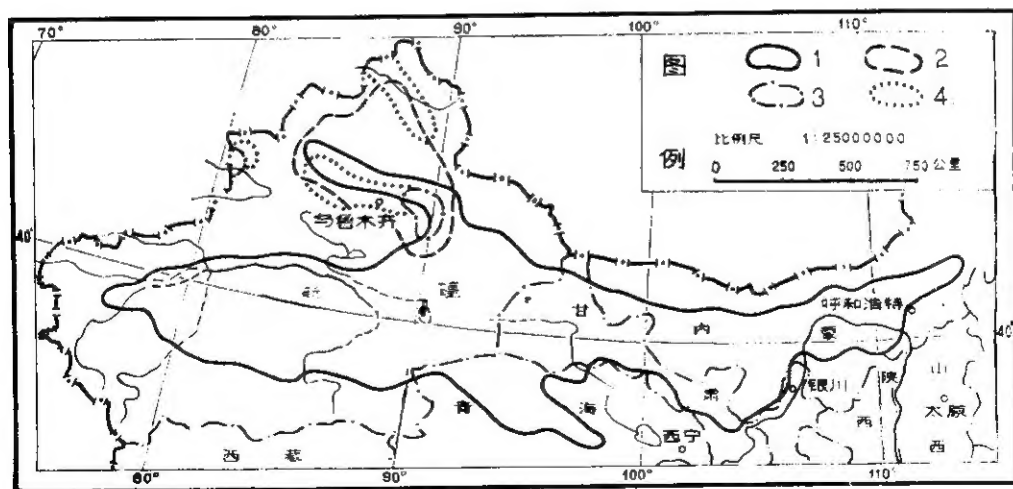 70° 80° 90° 100° 110°
图 1 2
3 4
比例尺 1:25000000
例 0 250 500 750 公里
乌鲁木齐
40°
新 疆 甘 内 蒙 呼和浩特 40°
肃 银川 陕 山
青 海 西宁 西 太原
西 藏 西
80° 90° 100° 110°